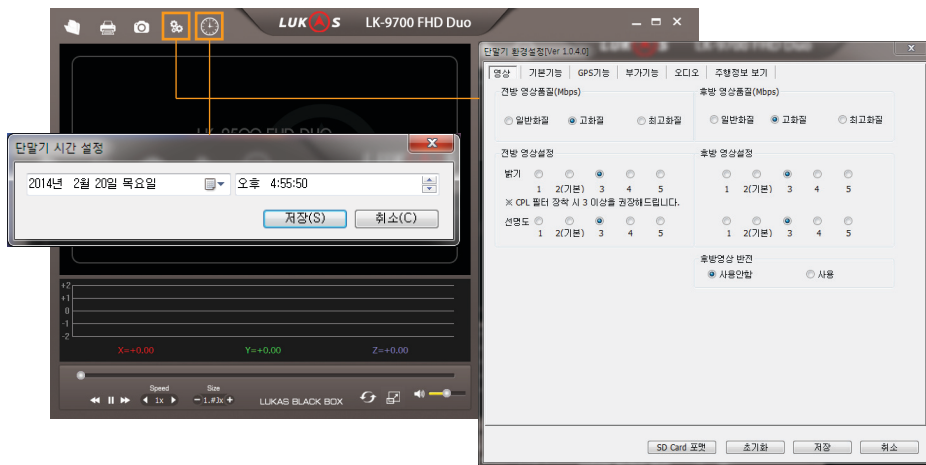 LUKAS LK-9700 FHD Duo
단말기 환경설정[Ver 1.0.4.0]
영상 기본기능 GPS기능 부가기능 오디오 주행정보 보기
전방 영상품질(Mbps) 후방 영상품질(Mbps)
일반화질 고화질 최고화질 일반화질 고화질 최고화질
전방 영상설정 후방 영상설정
밝기
1 2(기본) 3 4 5 1 2(기본) 3 4 5
※ CPL 필터 장착 시 3 이상을 권장해드립니다.
선명도
1 2(기본) 3 4 5 1 2(기본) 3 4 5
후방영상 반전
사용안함 사용
SD Card 포맷 초기화 저장 취소
LK-9500 FHD DUO
단말기 시간 설정
2014년 2월 20일 목요일 오후 4:55:50
저장(S) 취소(C)
+2
+1
0
-1
-2
X=+0.00 Y=+0.00 Z=+0.00
Speed Size
1x 1.#Jx
LUKAS BLACK BOX